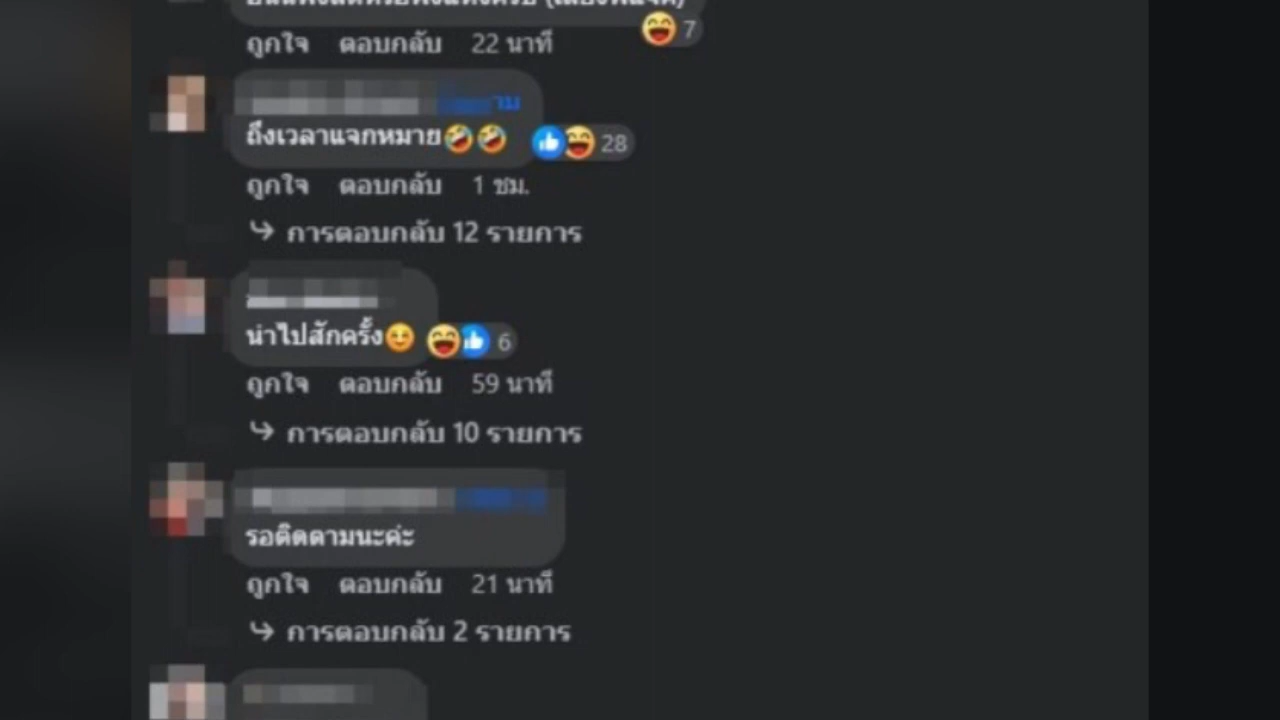 ถูกใจ ตอบกลับ 22 นาที
7
ถึงเวลาแจกหมาย🤣🤣
28
ถูกใจ ตอบกลับ 1 ชม.
การตอบกลับ 12 รายการ
น่าไปสักครั้ง😊
6
ถูกใจ ตอบกลับ 59 นาที
การตอบกลับ 10 รายการ
รอติดตามนะค่ะ
ถูกใจ ตอบกลับ 21 นาที
การตอบกลับ 2 รายการ